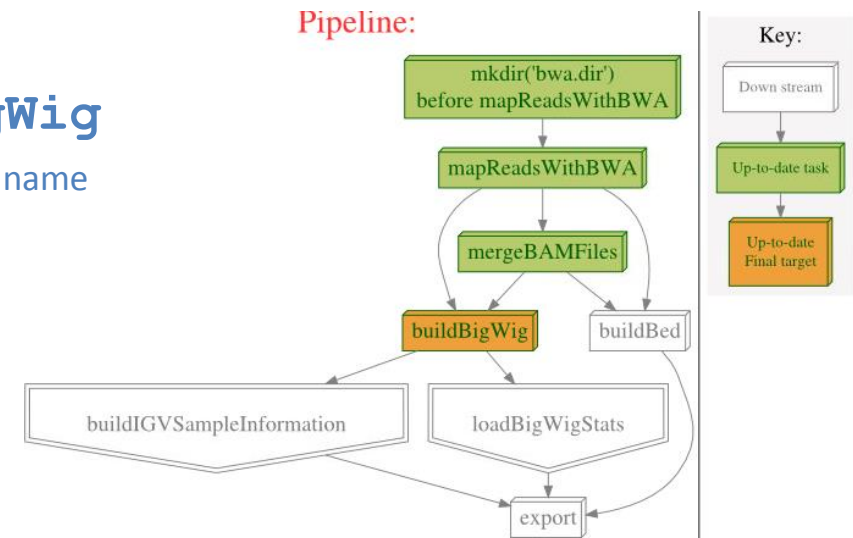 Pipeline:
gWig
name
mkdir('bwa.dir')
before mapReadsWithBWA
mapReadsWithBWA
mergeBAMFiles
buildBigWig
buildBed
buildIGVSampleInformation
loadBigWigStats
export
Key:
Down stream
Up-to-date task
Up-to-date
Final target